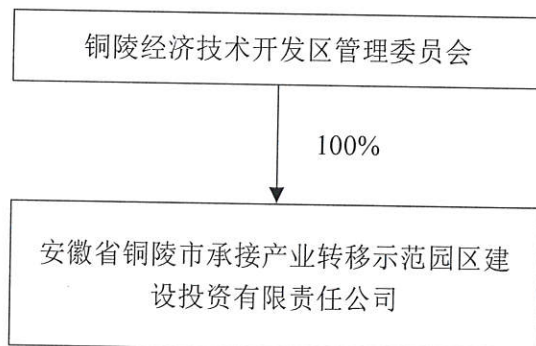 铜陵经济技术开发区管理委员会
100%
安徽省铜陵市承接产业转移示范园区建
设投资有限责任公司